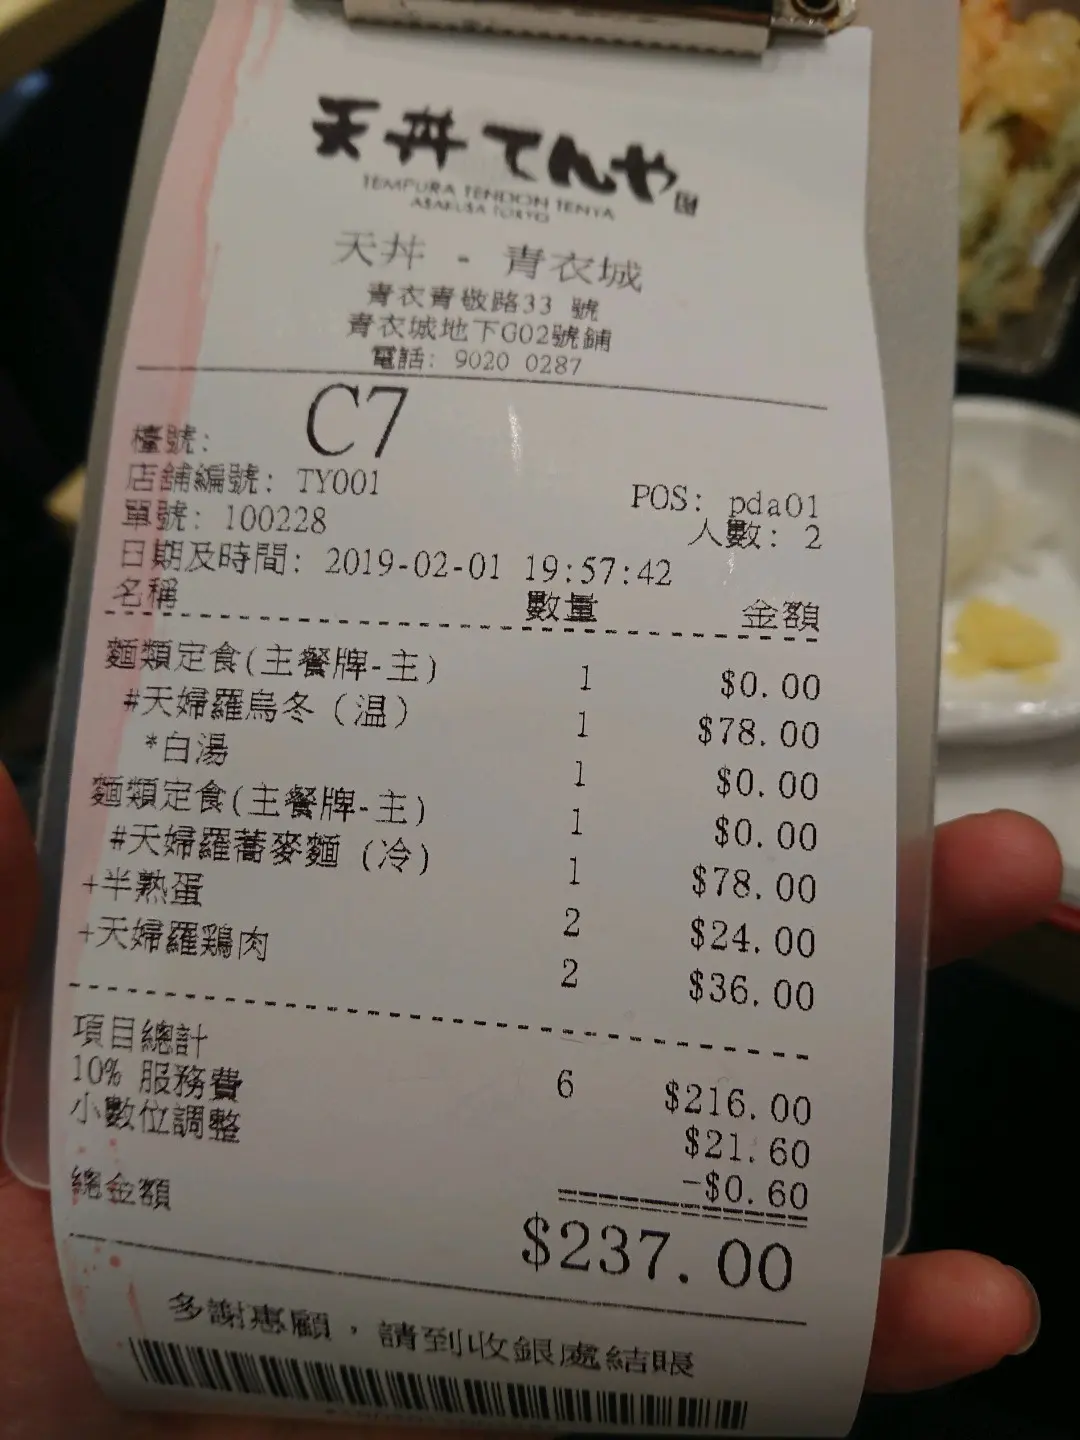 天丼てんや
TEMPURA TENDON TENYA
ASAKUSA TOKYO
天丼 - 青衣城
青衣青敬路33 號
青衣城地下G02號鋪
電話: 9020 0287
檯號: C7
店舖編號: TY001 POS: pda01
單號: 100228 人數: 2
日期及時間: 2019-02-01 19:57:42
名稱 數量 金額
麵類定食(主餐牌-主) 1 $0.00
#天婦羅烏冬（温） 1 $78.00
*白湯 1 $0.00
麵類定食(主餐牌-主) 1 $0.00
#天婦羅蕎麥麵（冷） 1 $78.00
+半熟蛋 2 $24.00
+天婦羅鶏肉 2 $36.00
項目總計 6 $216.00
10% 服務費 $21.60
小數位調整 -$0.60
總金額 $237.00
多謝惠顧，請到收銀處結賬